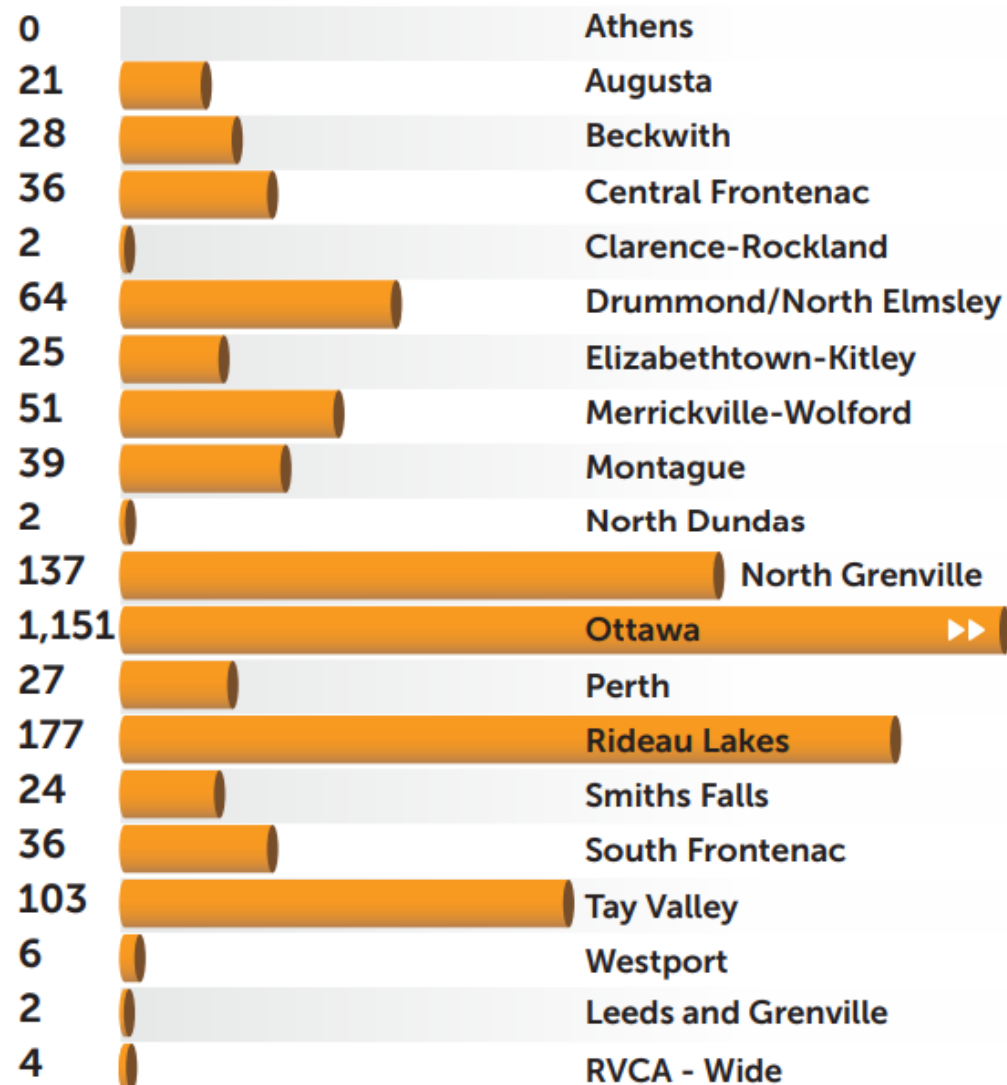 0 Athens
21 Augusta
28 Beckwith
36 Central Frontenac
2 Clarence-Rockland
64 Drummond/North Elmsley
25 Elizabethtown-Kitley
51 Merrickville-Wolford
39 Montague
2 North Dundas
137 North Grenville
1,151 Ottawa
27 Perth
177 Rideau Lakes
24 Smiths Falls
36 South Frontenac
103 Tay Valley
6 Westport
2 Leeds and Grenville
4 RVCA - Wide